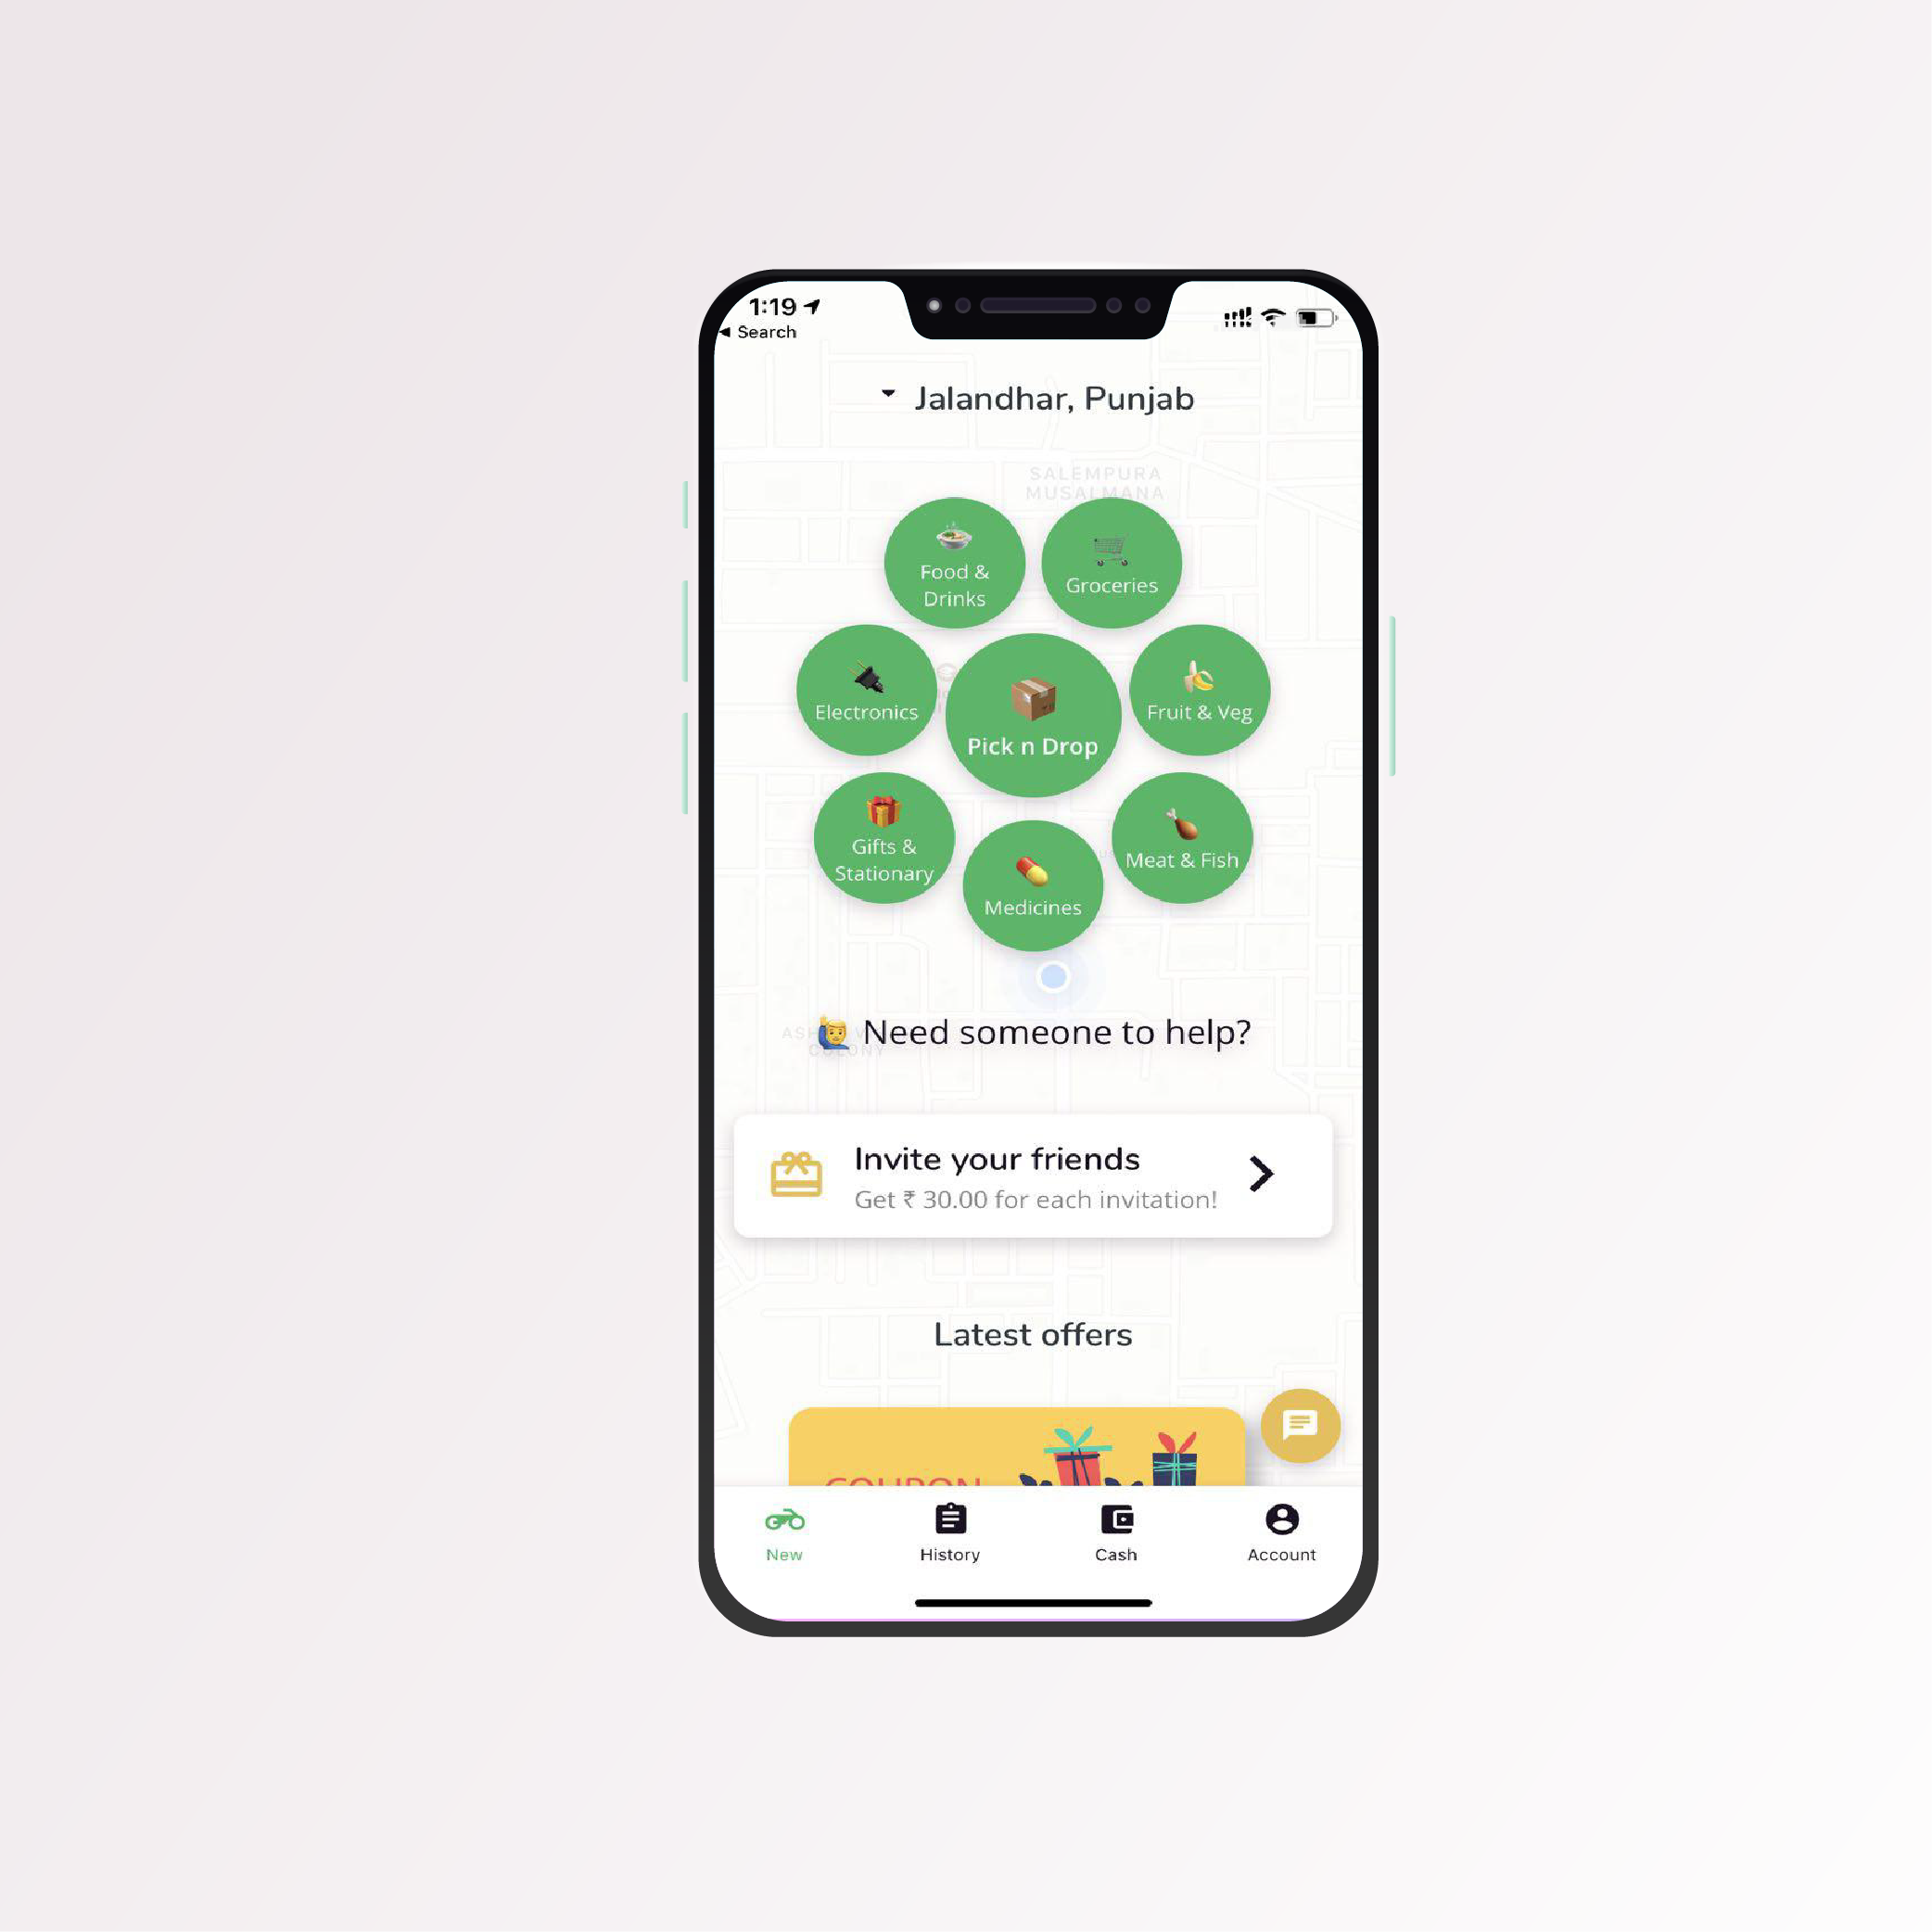 1:19
Search
Jalandhar, Punjab
SALEMPURA
MUSALMANA
Food &
Drinks
Groceries
Electronics
Pick n Drop
Fruit & Veg
Gifts &
Stationary
Medicines
Meat & Fish
Need someone to help?
COLONY
Invite your friends
Get ₹ 30.00 for each invitation!
Latest offers
COUPON
New
History
Cash
Account